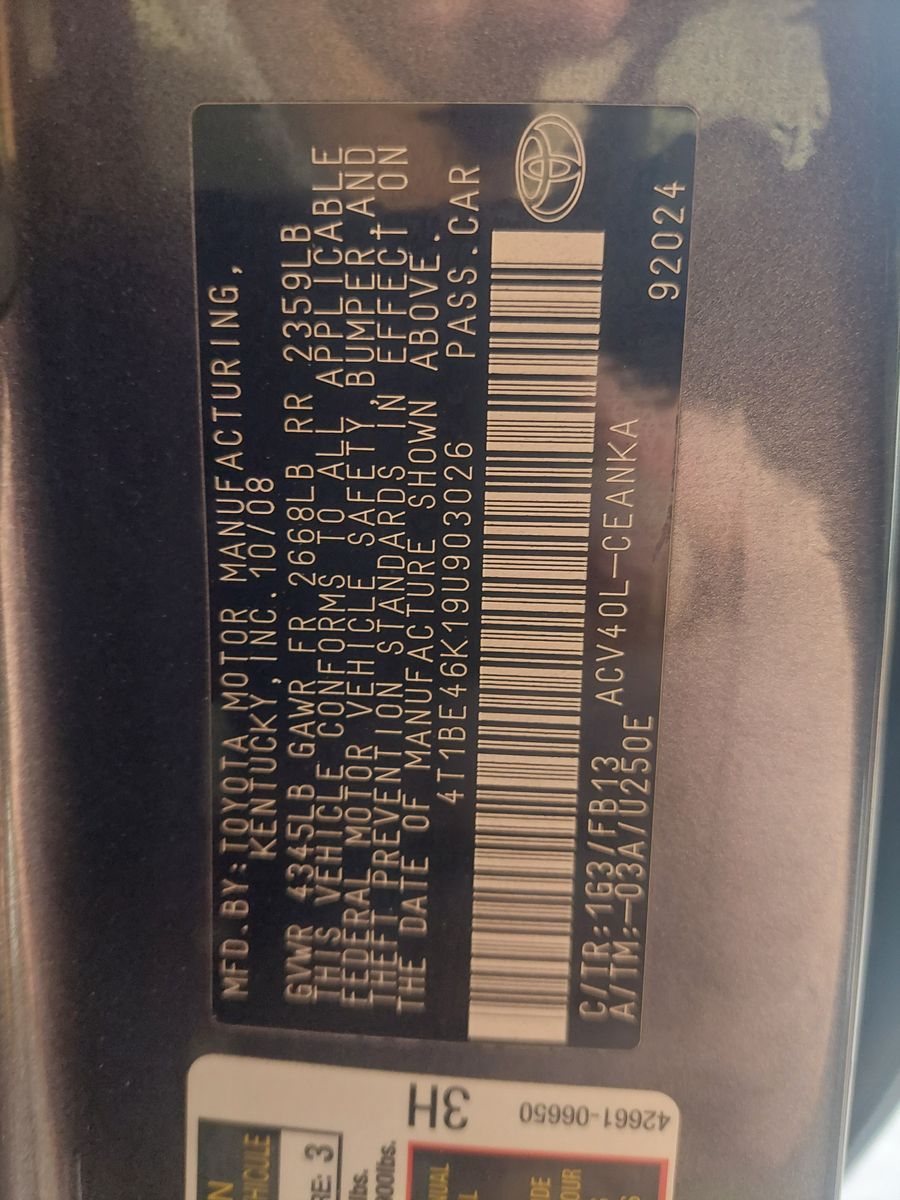 MFD.BY:TOYOTA MOTOR MANUFACTURING,
KENTUCKY,INC. 10/08
GVWR 4345LB GAWR FR 2668LB RR 2359LB
THIS VEHICLE CONFORMS TO ALL APPLICABLE
FEDERAL MOTOR VEHICLE SAFETY,BUMPER,AND
THEFT PREVENTION STANDARDS IN EFFECT ON
THE DATE OF MANUFACTURE SHOWN ABOVE.
4T1BE46K19U903026 PASS.CAR
C/TR:1G3/FB13 ACV40L-CEANKA
A/TM:-03A/U250E 92024
3H
42661-06650